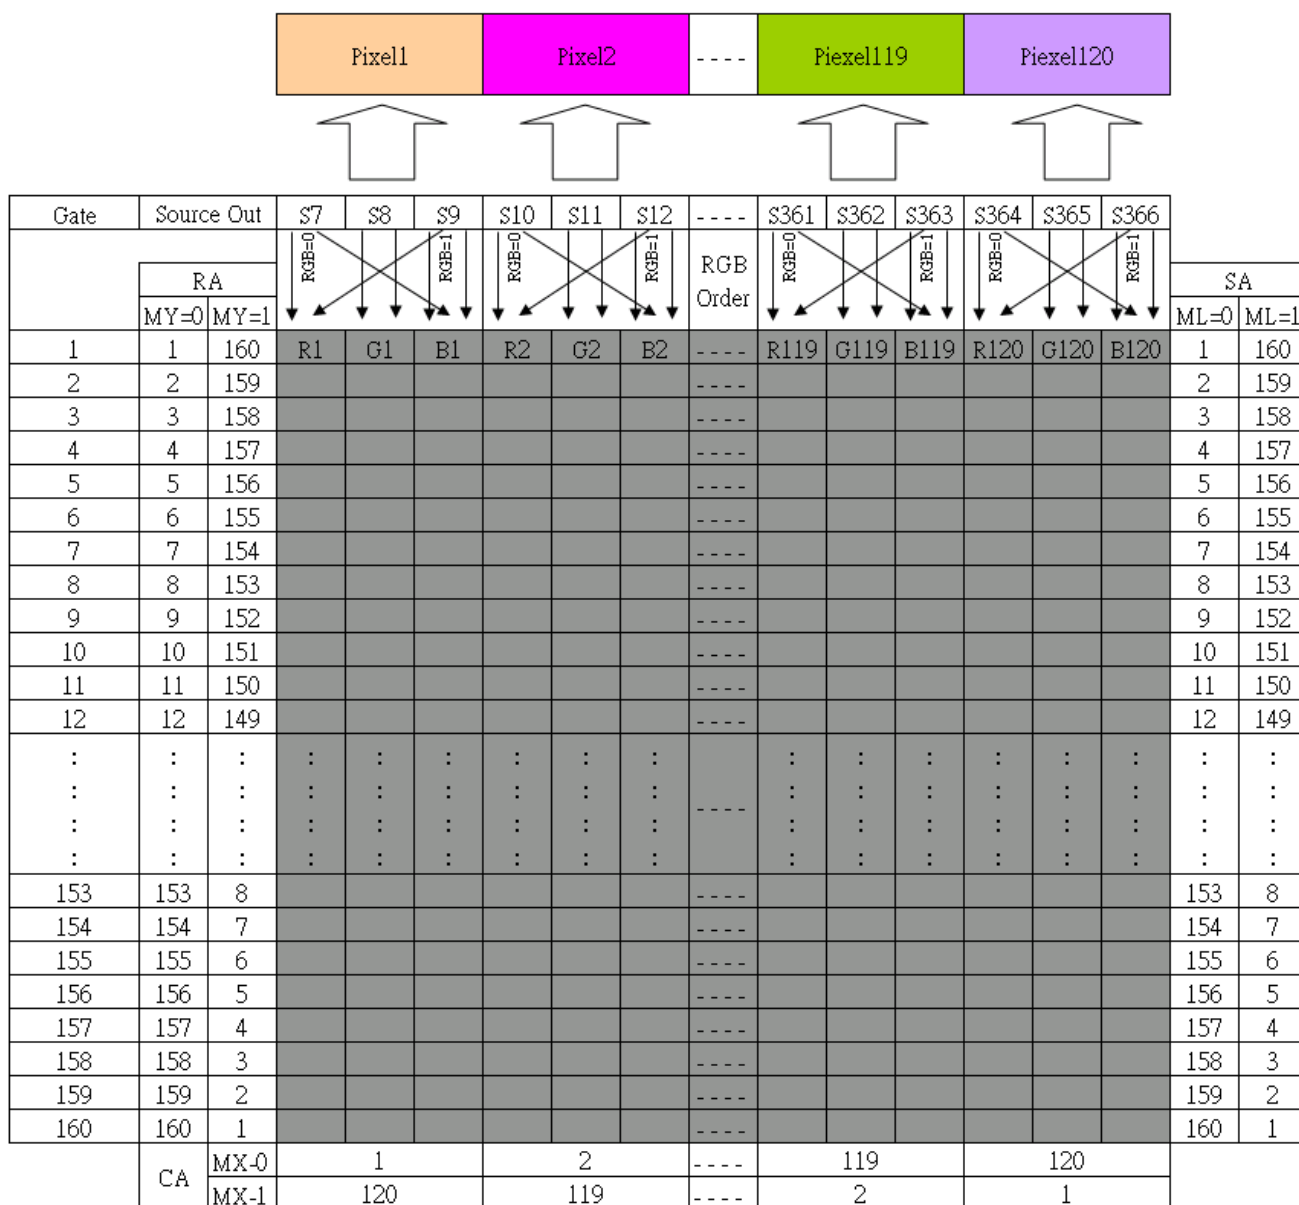 Pixel1 Pixel2 ---- Piexel119 Piexel120
Gate Source Out S7 S8 S9 S10 S11 S12 ---- S361 S362 S363 S364 S365 S366
RGB=0 RGB=1 RGB=0 RGB=1 RGB Order RGB=0 RGB=1 RGB=0 RGB=1
RA SA
MY=0 MY=1 ML=0 ML=1
1 1 160 R1 G1 B1 R2 G2 B2 ---- R119 G119 B119 R120 G120 B120 1 160
2 2 159 ---- 2 159
3 3 158 ---- 3 158
4 4 157 ---- 4 157
5 5 156 ---- 5 156
6 6 155 ---- 6 155
7 7 154 ---- 7 154
8 8 153 ---- 8 153
9 9 152 ---- 9 152
10 10 151 ---- 10 151
11 11 150 ---- 11 150
12 12 149 ---- 12 149
: : : : : : : : : : : : : : : : :
: : : : : : : : : : : : : : : : :
----
: : : : : : : : : : : : : : : : :
: : : : : : : : : : : : : : : : :
153 153 8 ---- 153 8
154 154 7 ---- 154 7
155 155 6 ---- 155 6
156 156 5 ---- 156 5
157 157 4 ---- 157 4
158 158 3 ---- 158 3
159 159 2 ---- 159 2
160 160 1 ---- 160 1
CA MX-0 1 2 ---- 119 120
MX-1 120 119 ---- 2 1